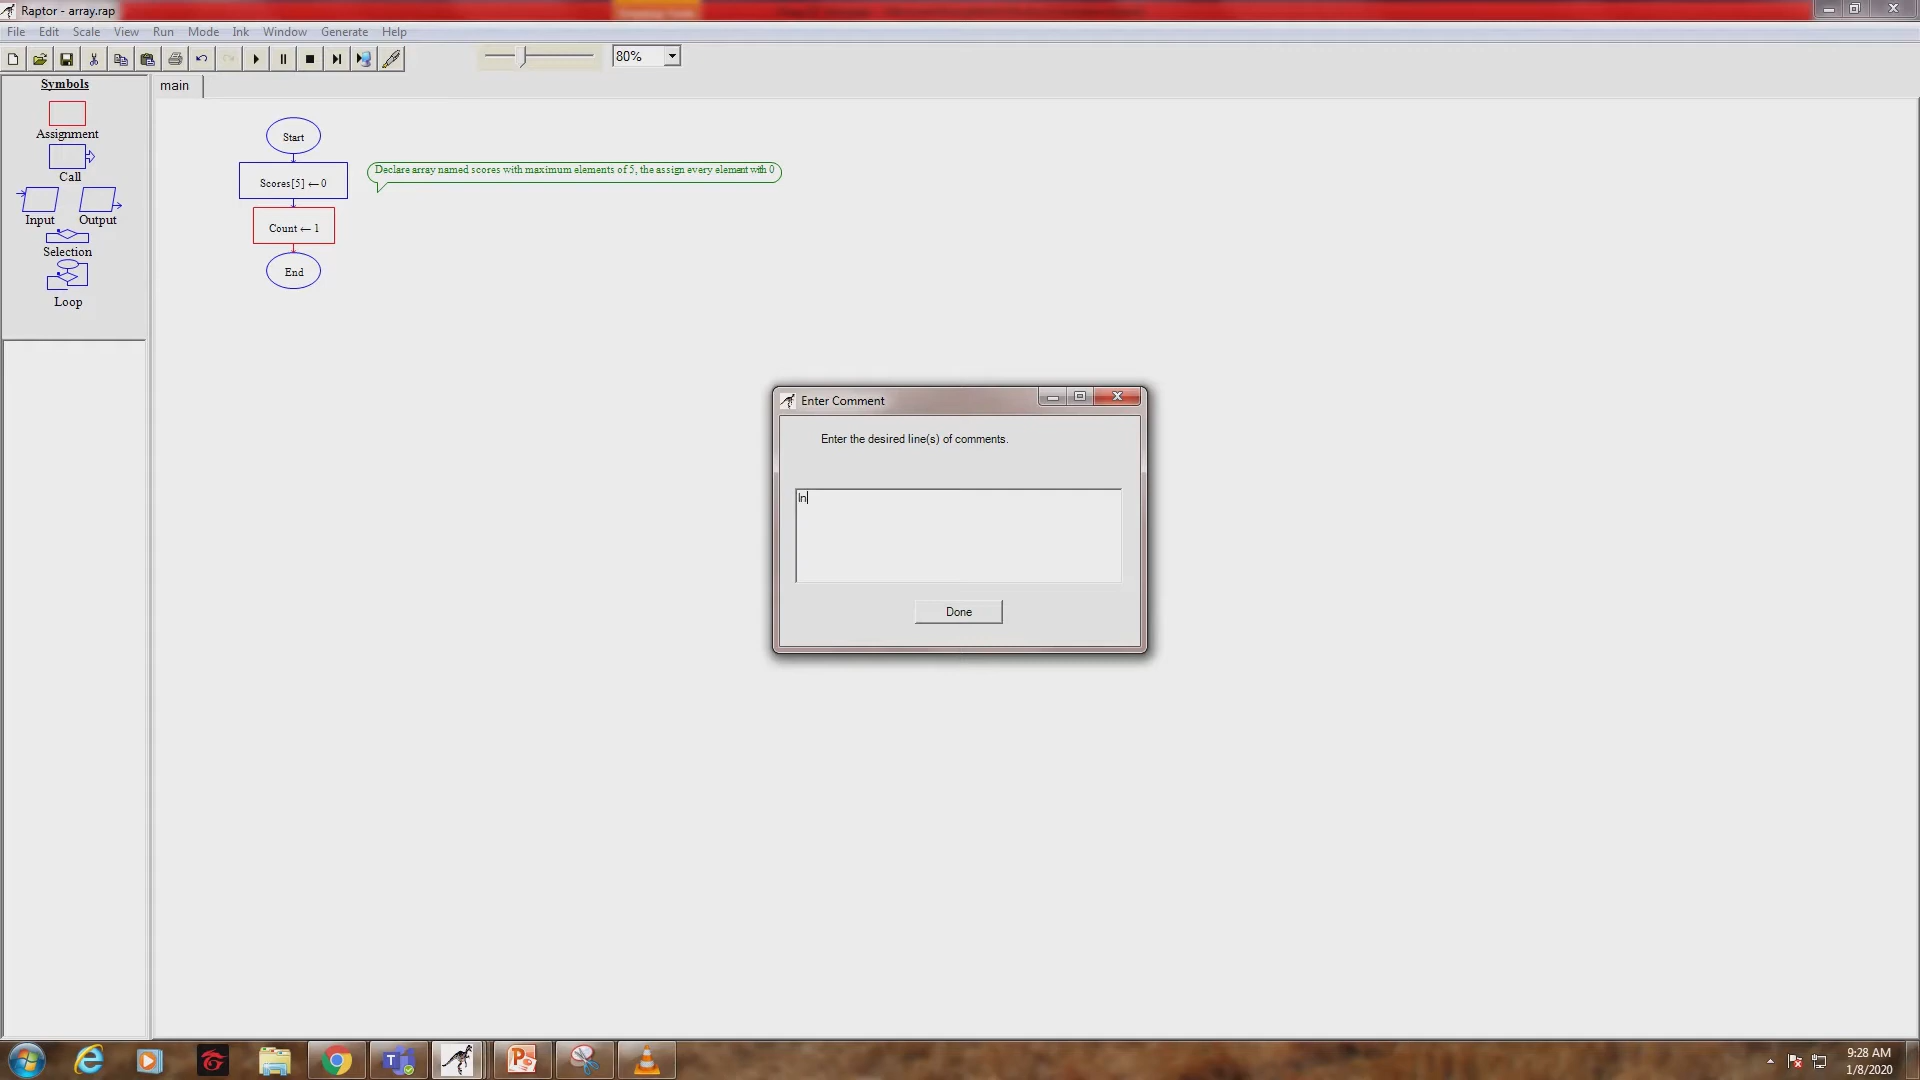 Raptor - array.rap
File Edit Scale View Run Mode Ink Window Generate Help
80%
Symbols
main
Assignment
Call
Input Output
Selection
Loop
Start
Scores[5] ← 0
Declare array named scores with maximum elements of 5, the assign every element with 0
Count ← 1
End
Enter Comment
Enter the desired line(s) of comments.
In
Done
9:28 AM
1/8/2020